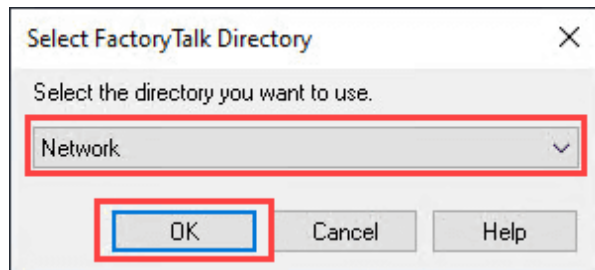 Select FactoryTalk Directory
Select the directory you want to use.
Network
OK Cancel Help